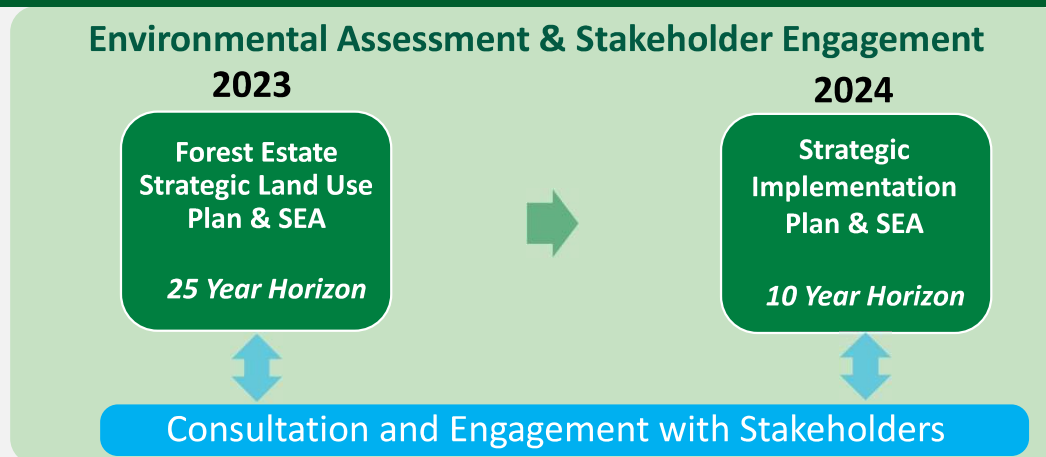 Environmental Assessment & Stakeholder Engagement
2023
Forest Estate
Strategic Land Use
Plan & SEA
25 Year Horizon
2024
Strategic
Implementation
Plan & SEA
10 Year Horizon
Consultation and Engagement with Stakeholders